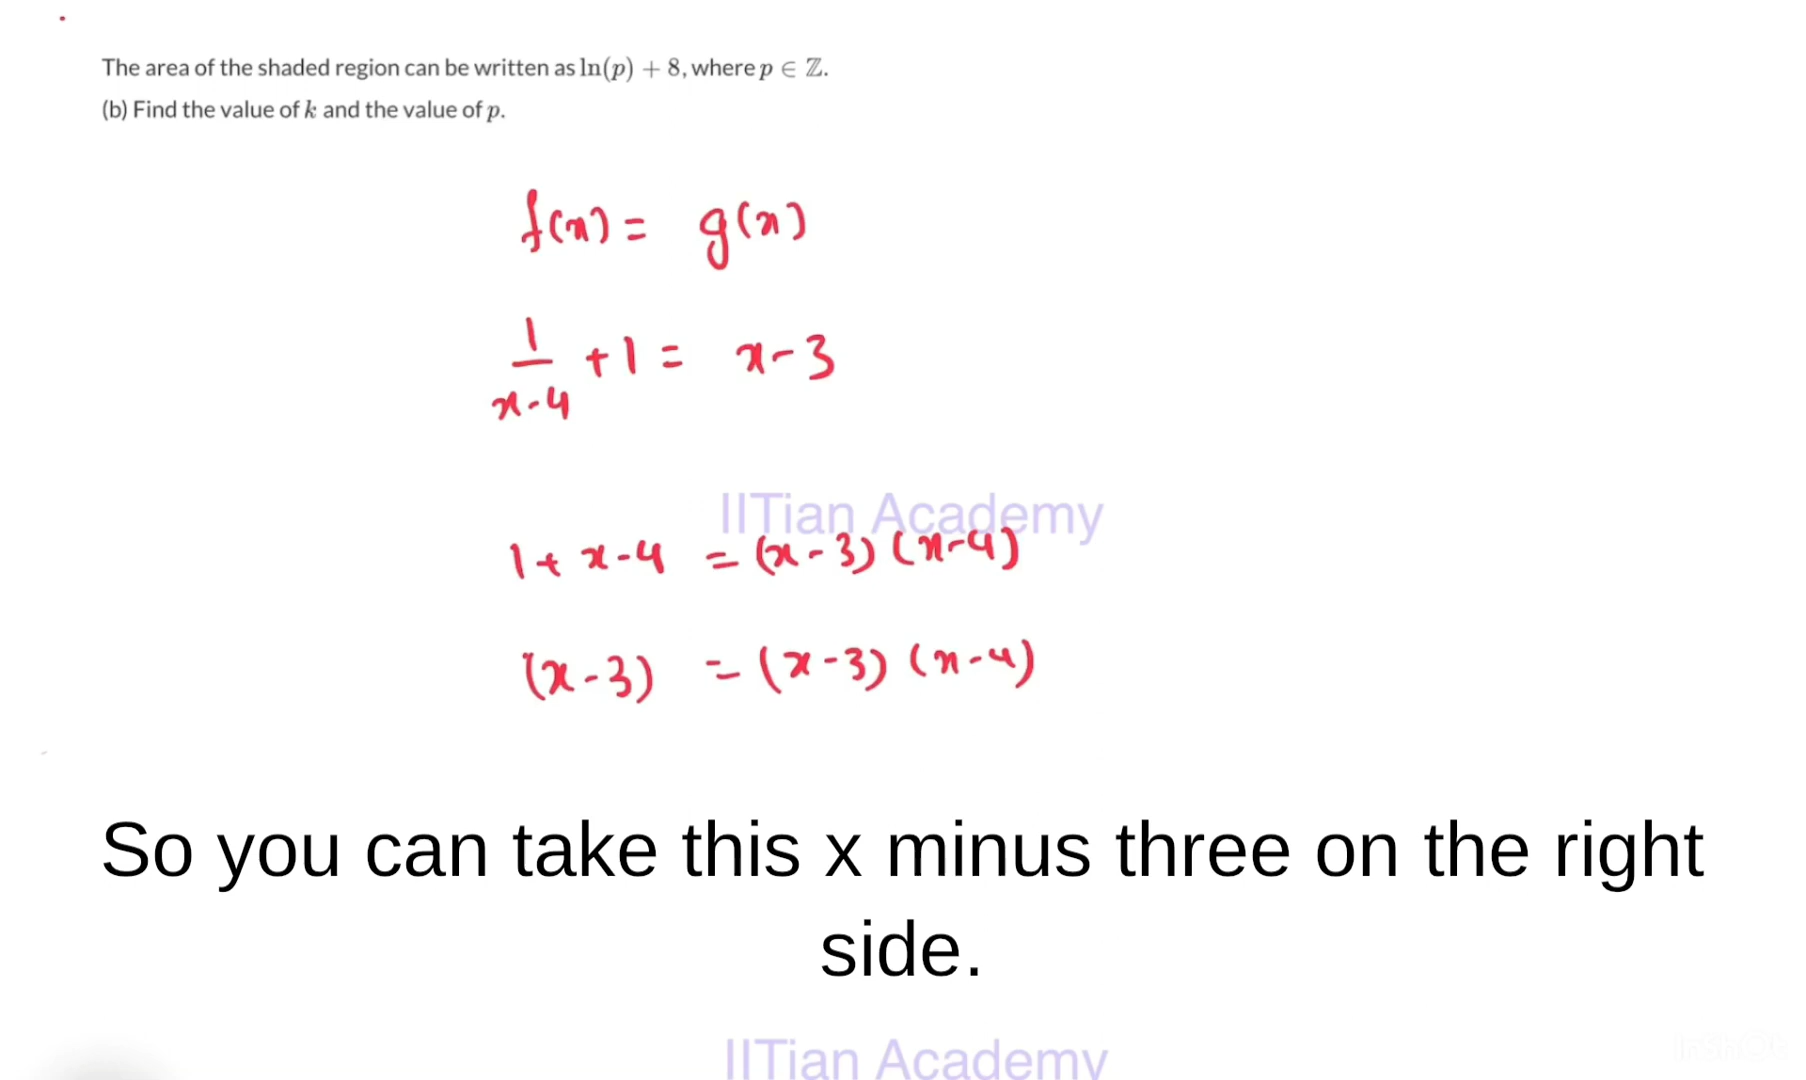 The area of the shaded region can be written as ln(p) + 8, where p ∈ ℤ.
(b) Find the value of k and the value of p.
f(x) = g(x)
1/(x-4) + 1 = x-3
IITian Academy
1 + x-4 = (x-3)(x-4)
(x-3) = (x-3)(x-4)
So you can take this x minus three on the right
side.
IITian Academy